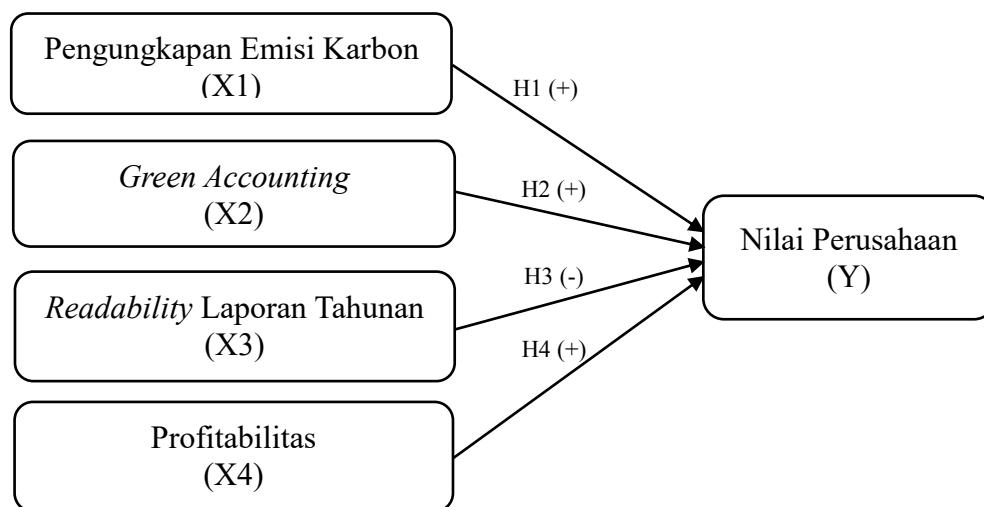 Pengungkapan Emisi Karbon
(X1)
H1 (+)
Green Accounting
(X2)
H2 (+)
Readability Laporan Tahunan
(X3)
H3 (-)
Profitabilitas
(X4)
H4 (+)
Nilai Perusahaan
(Y)